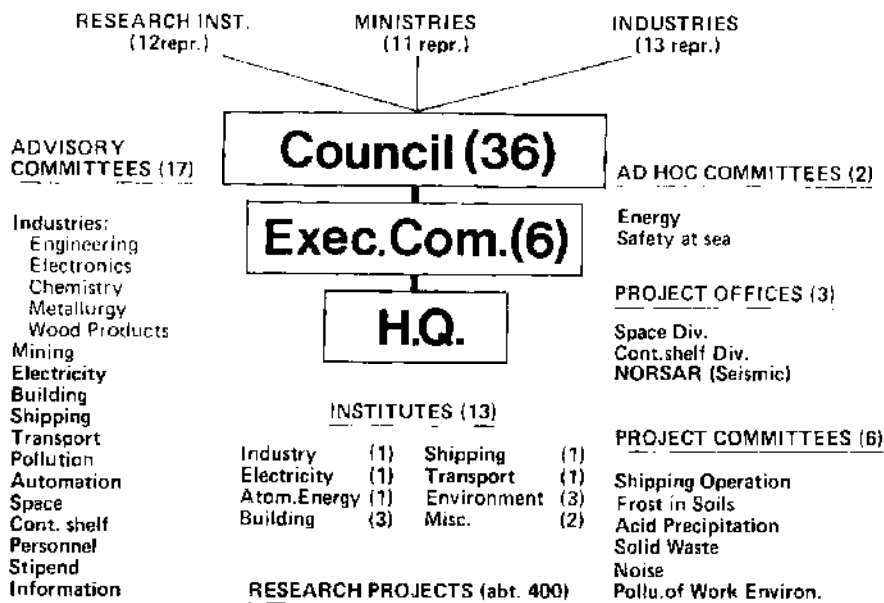 RESEARCH INST. MINISTRIES INDUSTRIES
(12repr.) (11 repr.) (13 repr.)
Council (36)
Exec.Com.(6)
H.Q.
ADVISORY
COMMITTEES (17)
Industries:
Engineering
Electronics
Chemistry
Metallurgy
Wood Products
Mining
Electricity
Building
Shipping
Transport
Pollution
Automation
Space
Cont. shelf
Personnel
Stipend
Information
INSTITUTES (13)
Industry (1) Shipping (1)
Electricity (1) Transport (1)
Atom.Energy (1) Environment (3)
Building (3) Misc. (2)
RESEARCH PROJECTS (abt. 400)
AD HOC COMMITTEES (2)
Energy
Safety at sea
PROJECT OFFICES (3)
Space Div.
Cont.shelf Div.
NORSAR (Seismic)
PROJECT COMMITTEES (6)
Shipping Operation
Frost in Soils
Acid Precipitation
Solid Waste
Noise
Pollu.of Work Environ.